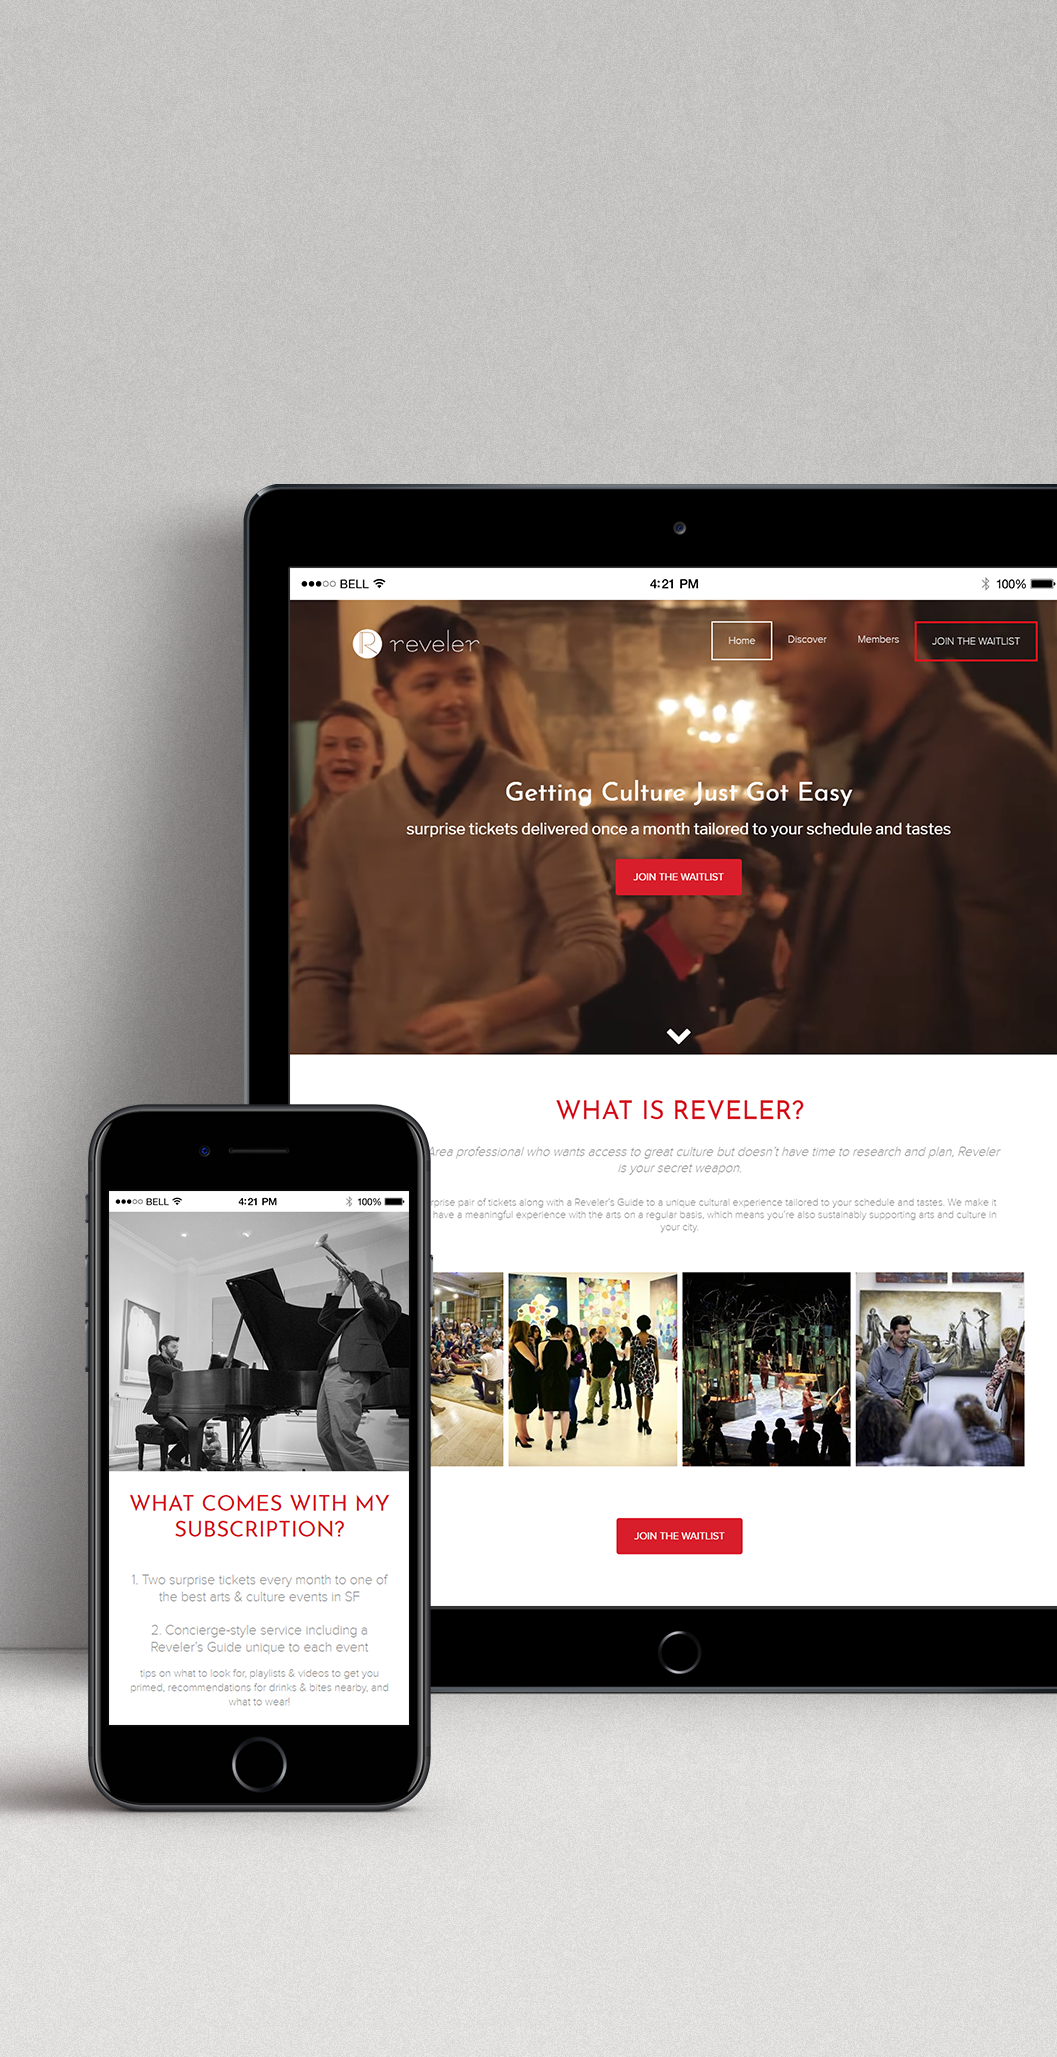 BELL
4:21 PM
100%
R reveler
Home
Discover
Members
JOIN THE WAITLIST
Getting Culture Just Got Easy
surprise tickets delivered once a month tailored to your schedule and tastes
JOIN THE WAITLIST
WHAT IS REVELER?
Area professional who wants access to great culture but doesn't have time to research and plan, Reveler
is your secret weapon.
pair of tickets along with a Reveler's Guide to a unique cultural experience tailored to your schedule and tastes. We make it
have a meaningful experience with the arts on a regular basis, which means you're also sustainably supporting arts and culture in
your city.
JOIN THE WAITLIST
BELL
4:21 PM
100%
WHAT COMES WITH MY
SUBSCRIPTION?
1. Two surprise tickets every month to one of
the best arts & culture events in SF
2. Concierge-style service including a
Reveler's Guide unique to each event
tips on what to look for, playlists & videos to get you
primed, recommendations for drinks & bites nearby, and
what to wear!